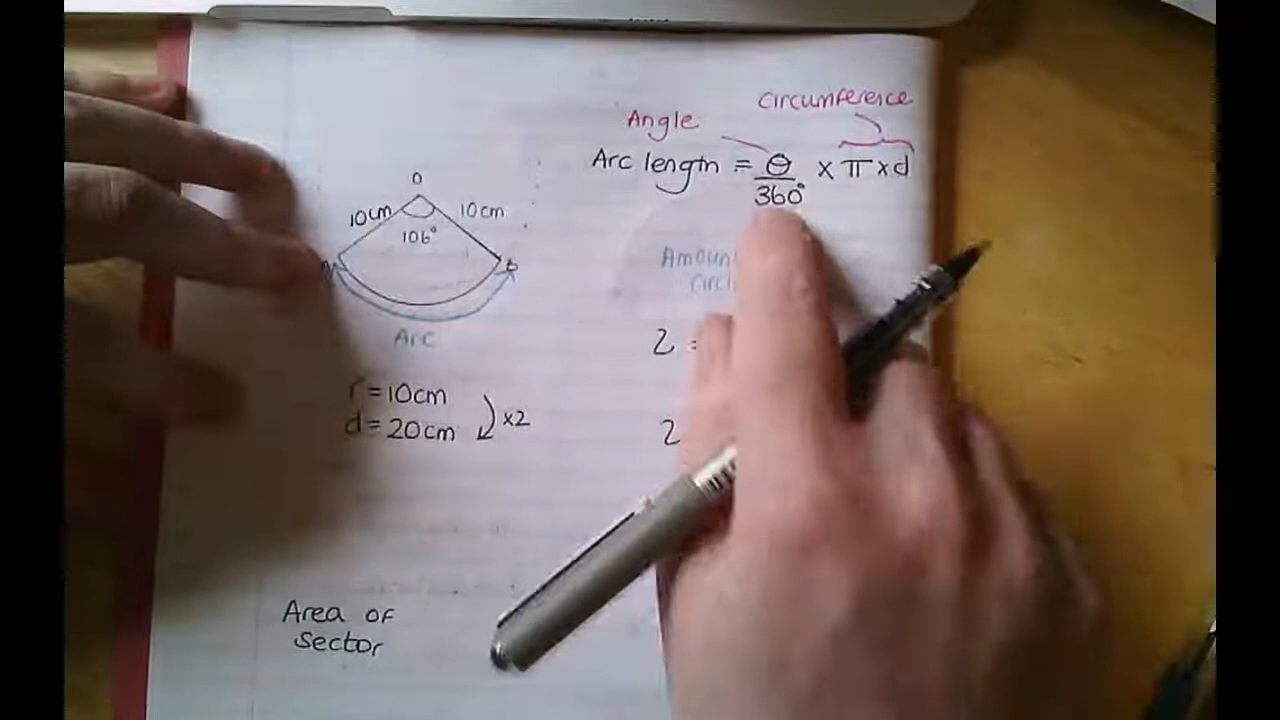 Circumference
Angle
Arc length = θ/360° × π × d
O
10cm
10cm
106°
B
Arc
r = 10cm
d = 20cm
×2
2 =
2
Area of
sector